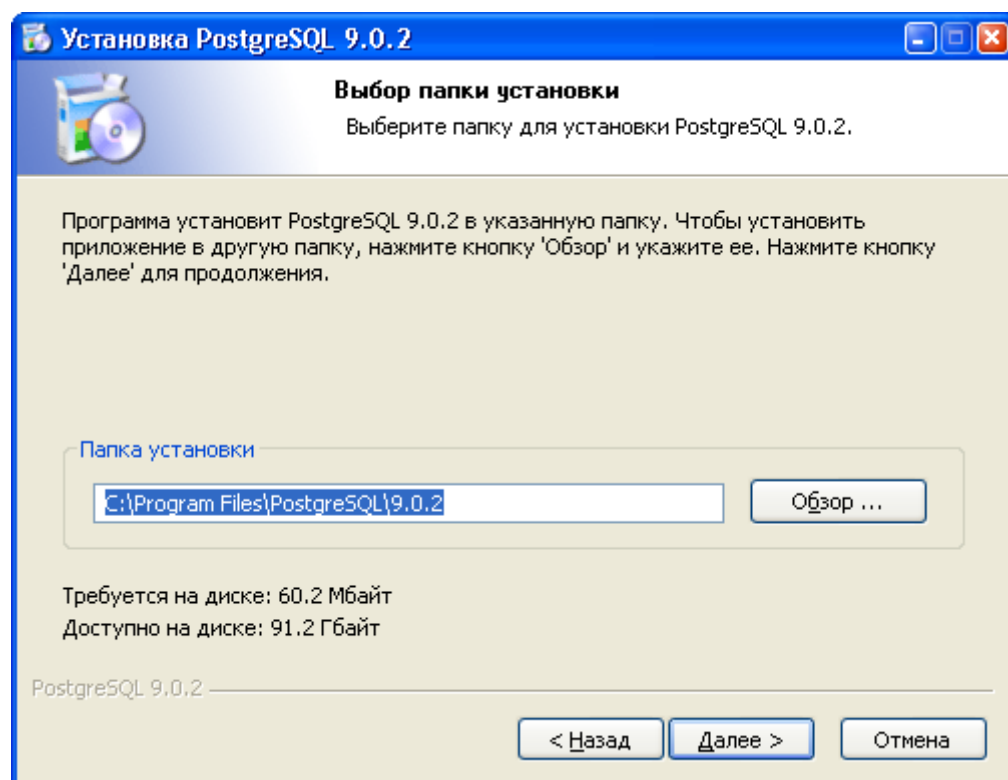 Установка PostgreSQL 9.0.2
Выбор папки установки
Выберите папку для установки PostgreSQL 9.0.2.
Программа установит PostgreSQL 9.0.2 в указанную папку. Чтобы установить
приложение в другую папку, нажмите кнопку 'Обзор' и укажите ее. Нажмите кнопку
'Далее' для продолжения.
Папка установки
C:\Program Files\PostgreSQL\9.0.2
Обзор ...
Требуется на диске: 60.2 Мбайт
Доступно на диске: 91.2 Гбайт
PostgreSQL 9.0.2
< Назад
Далее >
Отмена